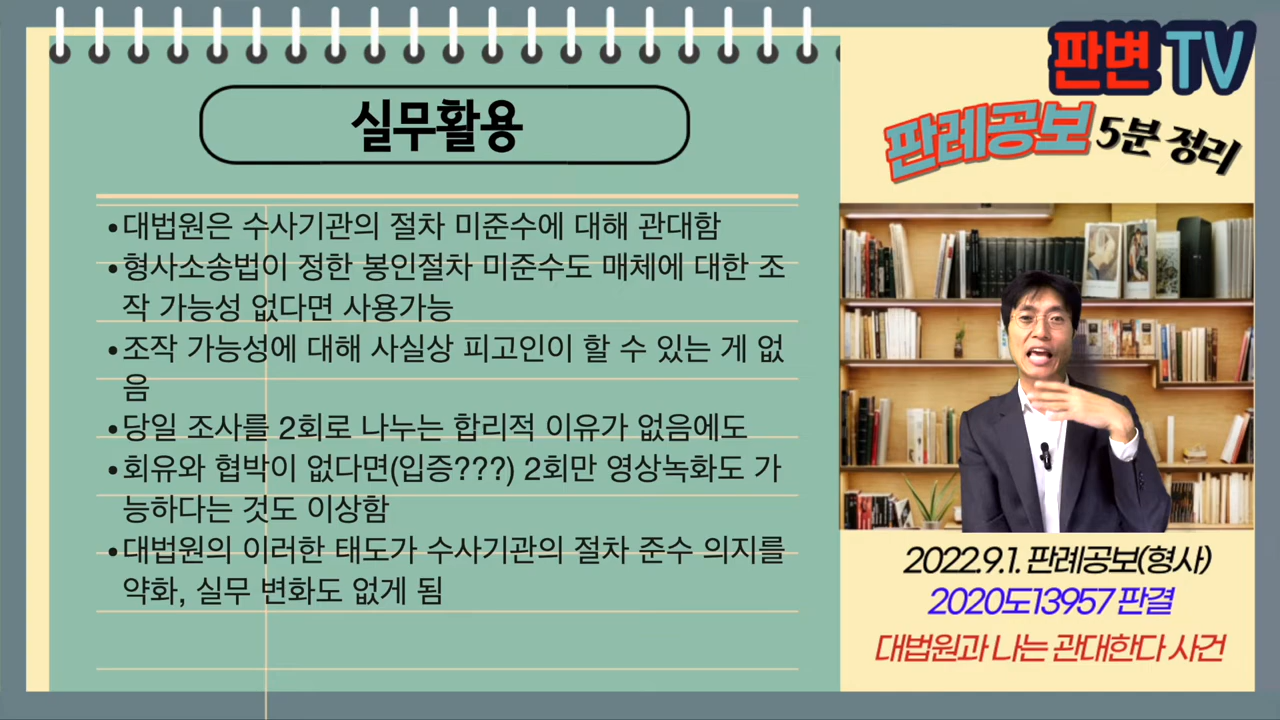 실무활용
•대법원은 수사기관의 절차 미준수에 대해 관대함
•형사소송법이 정한 봉인절차 미준수도 매체에 대한 조
작 가능성 없다면 사용가능
•조작 가능성에 대해 사실상 피고인이 할 수 있는 게 없
음
•당일 조사를 2회로 나누는 합리적 이유가 없음에도
•회유와 협박이 없다면(입증???) 2회만 영상녹화도 가
능하다는 것도 이상함
•대법원의 이러한 태도가 수사기관의 절차 준수 의지를
약화, 실무 변화도 없게 됨
판변 TV
판례공보 5분 정리
2022.9.1. 판례공보(형사)
2020도13957 판결
대법원과 나는 관대한다 사건